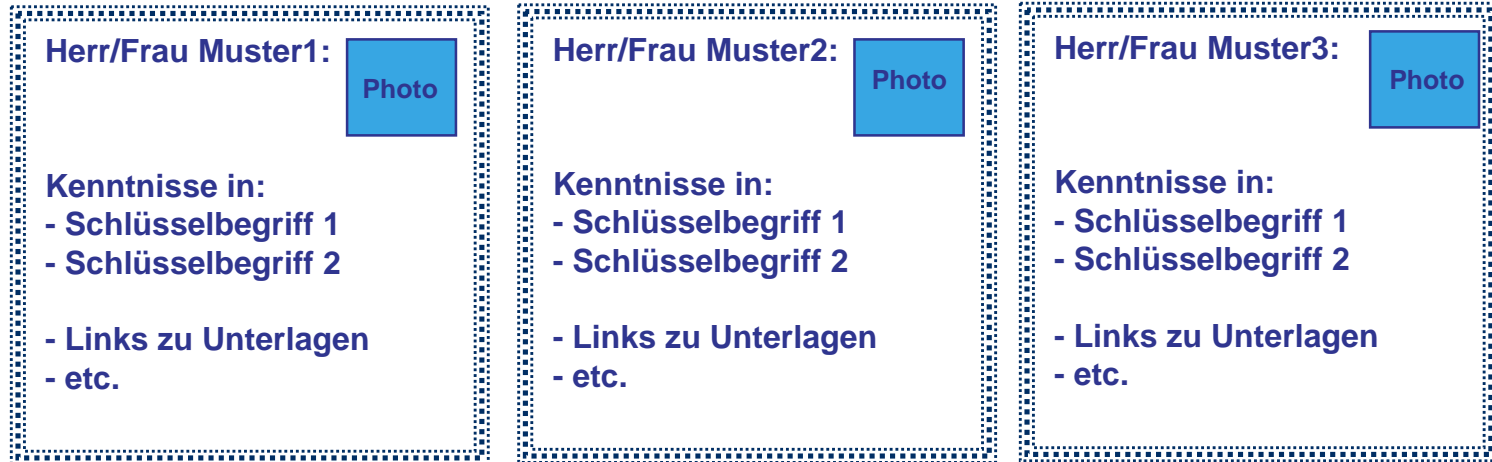 Herr/Frau Muster1:
Photo
Kenntnisse in:
- Schlüsselbegriff 1
- Schlüsselbegriff 2
- Links zu Unterlagen
- etc.
Herr/Frau Muster2:
Photo
Kenntnisse in:
- Schlüsselbegriff 1
- Schlüsselbegriff 2
- Links zu Unterlagen
- etc.
Herr/Frau Muster3:
Photo
Kenntnisse in:
- Schlüsselbegriff 1
- Schlüsselbegriff 2
- Links zu Unterlagen
- etc.